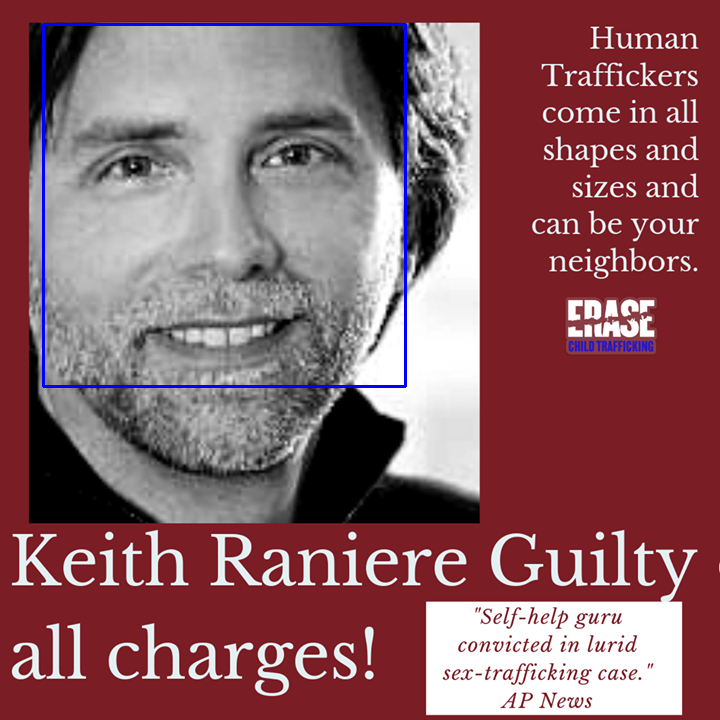 Human
Traffickers
come in all
shapes and
sizes and
can be your
neighbors.
ERASE
CHILD TRAFFICKING
Keith Raniere Guilty
all charges!
"Self-help guru
convicted in lurid
sex-trafficking case."
AP News